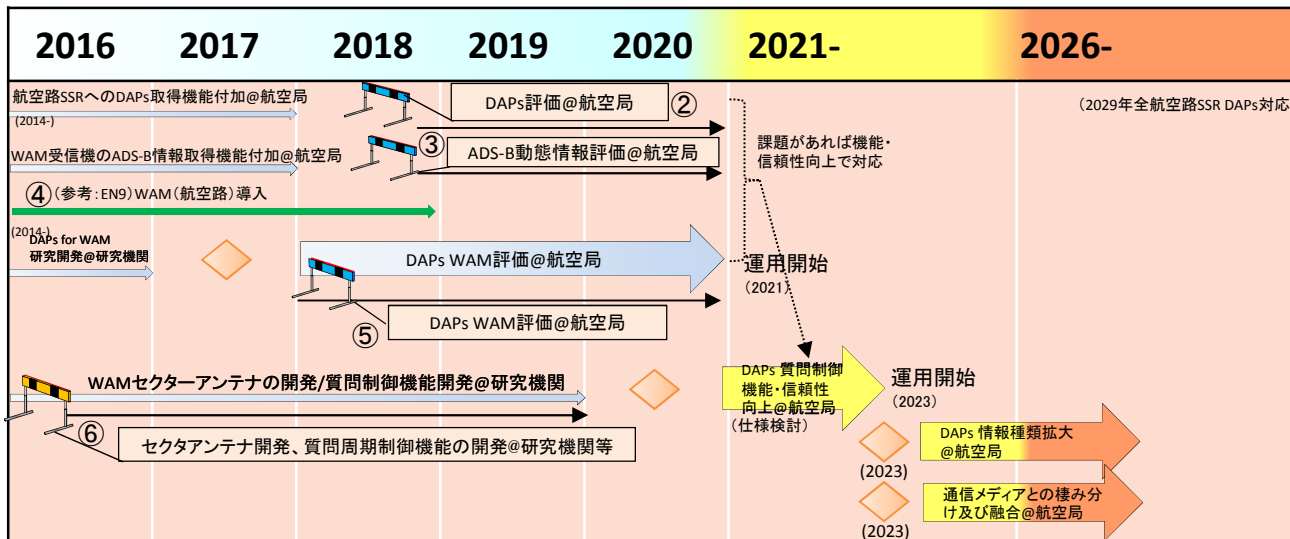 2016 2017 2018 2019 2020 2021- 2026-
航空路SSRへのDAPs取得機能付加@航空局
(2014-)
DAPs評価@航空局 ②
(2029年全航空路SSR DAPs対応
WAM受信機のADS-B情報取得機能付加@航空局
③
ADS-B動態情報評価@航空局
課題があれば機能・
信頼性向上で対応
④(参考:EN9)WAM(航空路)導入
(2014-)
DAPs for WAM
研究開発@研究機関
DAPs WAM評価@航空局
運用開始
(2021)
⑤
DAPs WAM評価@航空局
WAMセクターアンテナの開発/質問制御機能開発@研究機関
DAPs 質問制御
機能・信頼性
向上@航空局
(仕様検討)
運用開始
(2023)
⑥
セクタアンテナ開発、質問周期制御機能の開発@研究機関等
(2023)
DAPs 情報種類拡大
@航空局
(2023)
通信メディアとの棲み分
け及び融合@航空局